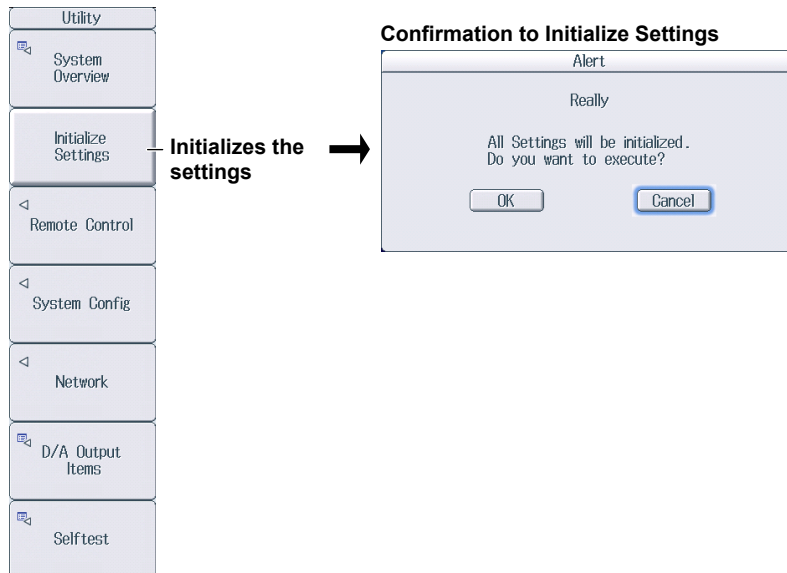 Utility
System
Overview
Initialize
Settings
Remote Control
System Config
Network
D/A Output
Items
Selftest
Initializes the
settings
Confirmation to Initialize Settings
Alert
Really
All Settings will be initialized.
Do you want to execute?
OK
Cancel